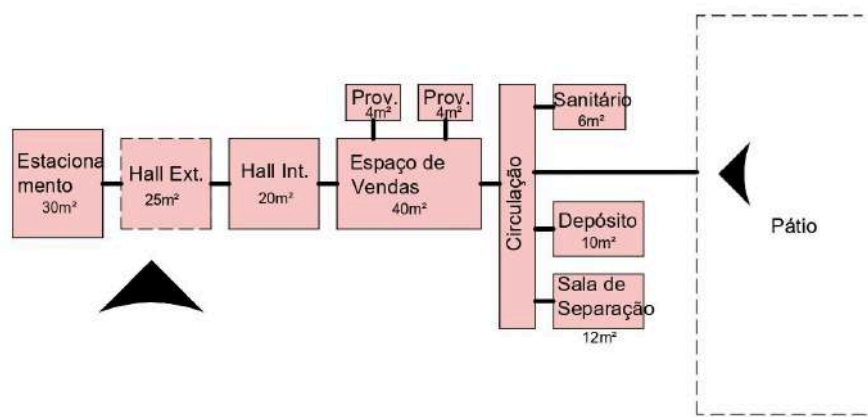 Prov.
4m²
Prov.
4m²
Sanitário
6m²
Estaciona
mento
30m²
Hall Ext.
25m²
Hall Int.
20m²
Espaço de
Vendas
40m²
Circulação
Depósito
10m²
Sala de
Separação
12m²
Pátio